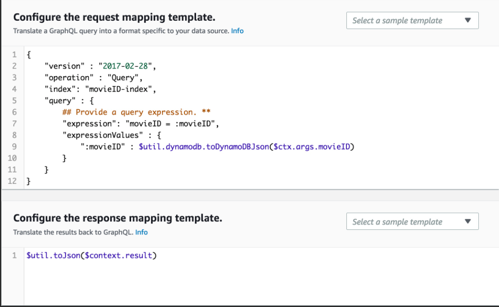 Configure the request mapping template.
Select a sample template
Translate a GraphQL query into a format specific to your data source. Info
1 {
2 "version" : "2017-02-28",
3 "operation" : "Query",
4 "index": "movieID-index",
5 "query" : {
6 ## Provide a query expression. **
7 "expression": "movieID = :movieID",
8 "expressionValues" : {
9 ":movieID" : $util.dynamodb.toDynamoDBJson($ctx.args.movieID)
10 }
11 }
12 }
Configure the response mapping template.
Select a sample template
Translate the results back to GraphQL. Info
1 $util.toJson($context.result)